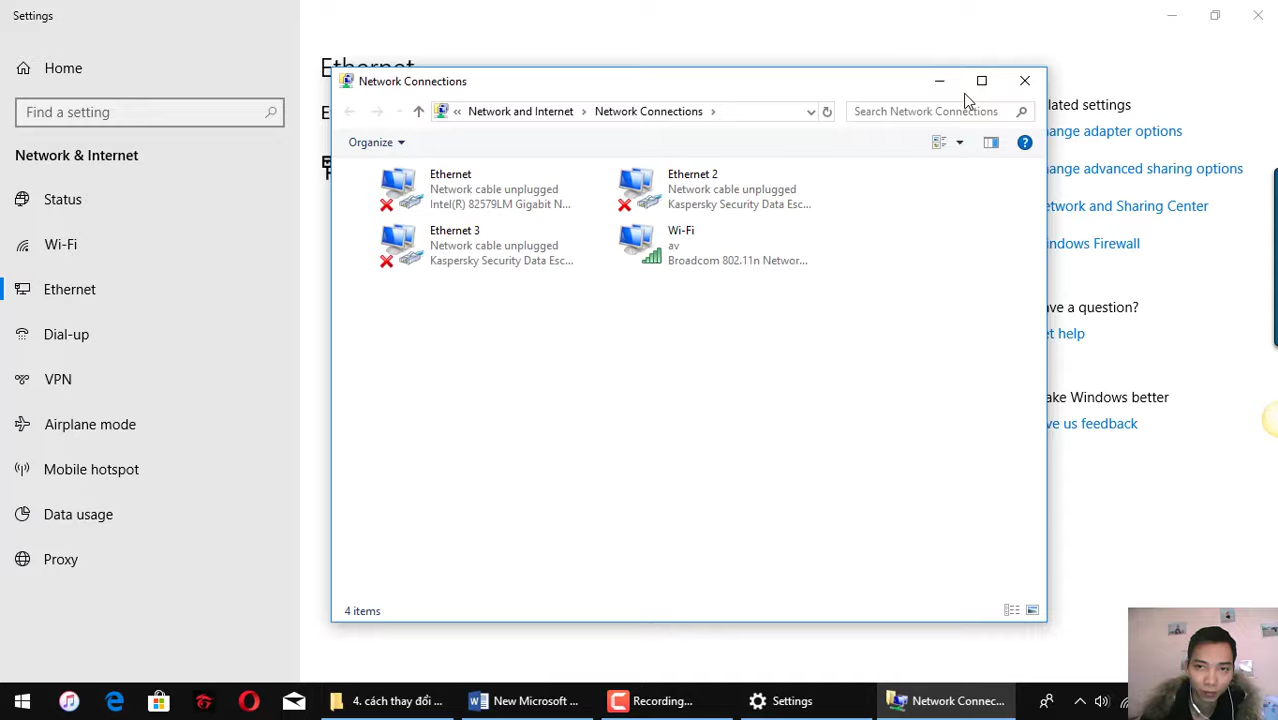 Settings
Home
Find a setting
Network & Internet
Status
Wi-Fi
Ethernet
Dial-up
VPN
Airplane mode
Mobile hotspot
Data usage
Proxy
Ethernet
Network Connections
« Network and Internet > Network Connections >
Search Network Connections
Organize
Ethernet
Network cable unplugged
Intel(R) 82579LM Gigabit N...
Ethernet 2
Network cable unplugged
Kaspersky Security Data Esc...
Ethernet 3
Network cable unplugged
Kaspersky Security Data Esc...
Wi-Fi
av
Broadcom 802.11n Networ...
4 items
lated settings
ange adapter options
ange advanced sharing options
etwork and Sharing Center
indows Firewall
ave a question?
et help
ake Windows better
ve us feedback
4. cách thay đổi ...
New Microsoft ...
Recording...
Settings
Network Connec...